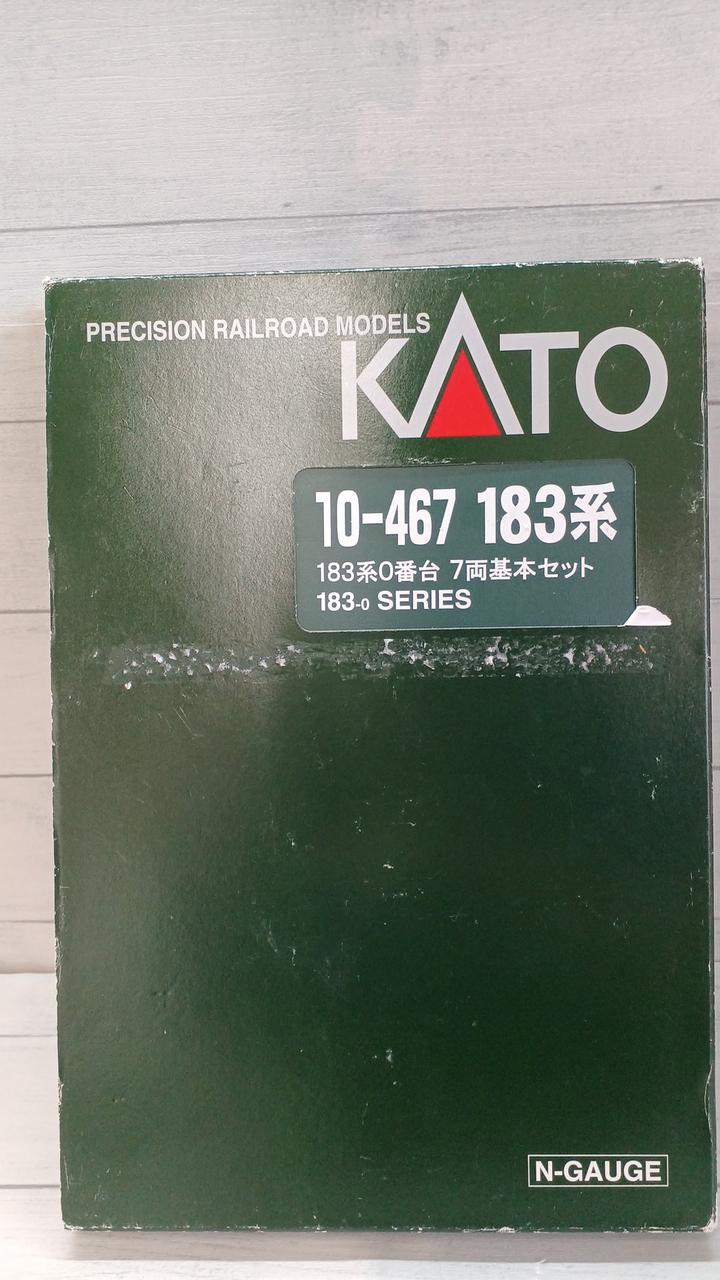 PRECISION RAILROAD MODELS
KATO
10-467 183系
183系0番台 7両基本セット
183-0 SERIES
N-GAUGE